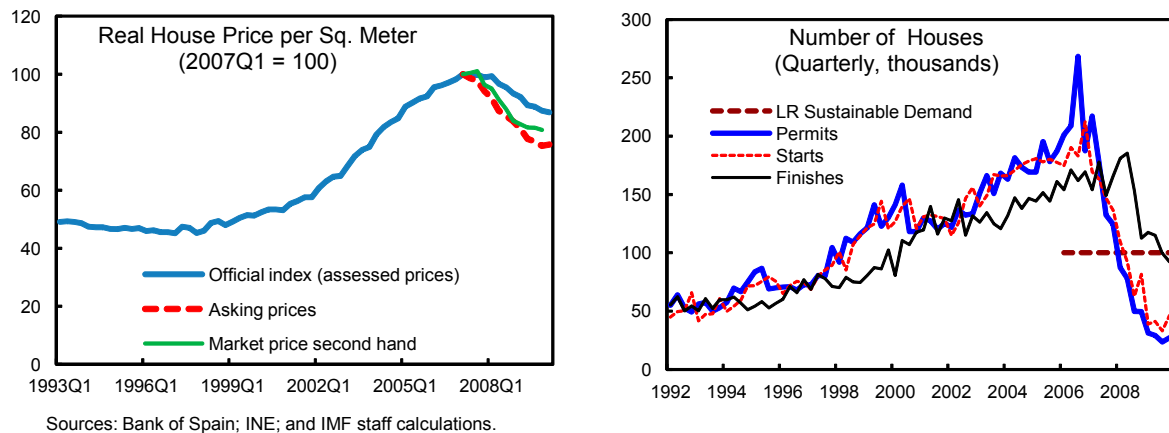 Real House Price per Sq. Meter
(2007Q1 = 100)
120
100
80
60
40
20
0
Official index (assessed prices)
Asking prices
Market price second hand
1993Q1 1996Q1 1999Q1 2002Q1 2005Q1 2008Q1
Sources: Bank of Spain; INE; and IMF staff calculations.
Number of Houses
(Quarterly, thousands)
300
250
200
150
100
50
0
LR Sustainable Demand
Permits
Starts
Finishes
1992 1994 1996 1998 2000 2002 2004 2006 2008